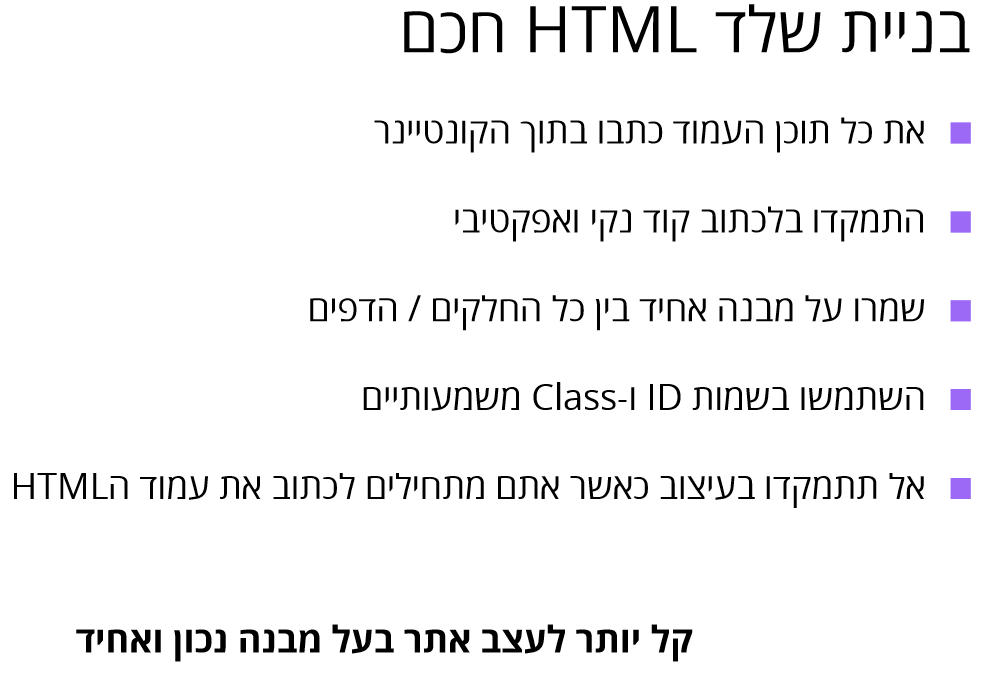 בניית שלד HTML חכם
את כל תוכן העמוד כתבו בתוך הקונטיינר
התמקדו בלכתוב קוד נקי ואפקטיבי
שמרו על מבנה אחיד בין כל החלקים / הדפים
השתמשו בשמות ID ו-Class משמעותיים
אל תתמקדו בעיצוב כאשר אתם מתחילים לכתוב את עמוד הHTML
קל יותר לעצב אתר בעל מבנה נכון ואחיד